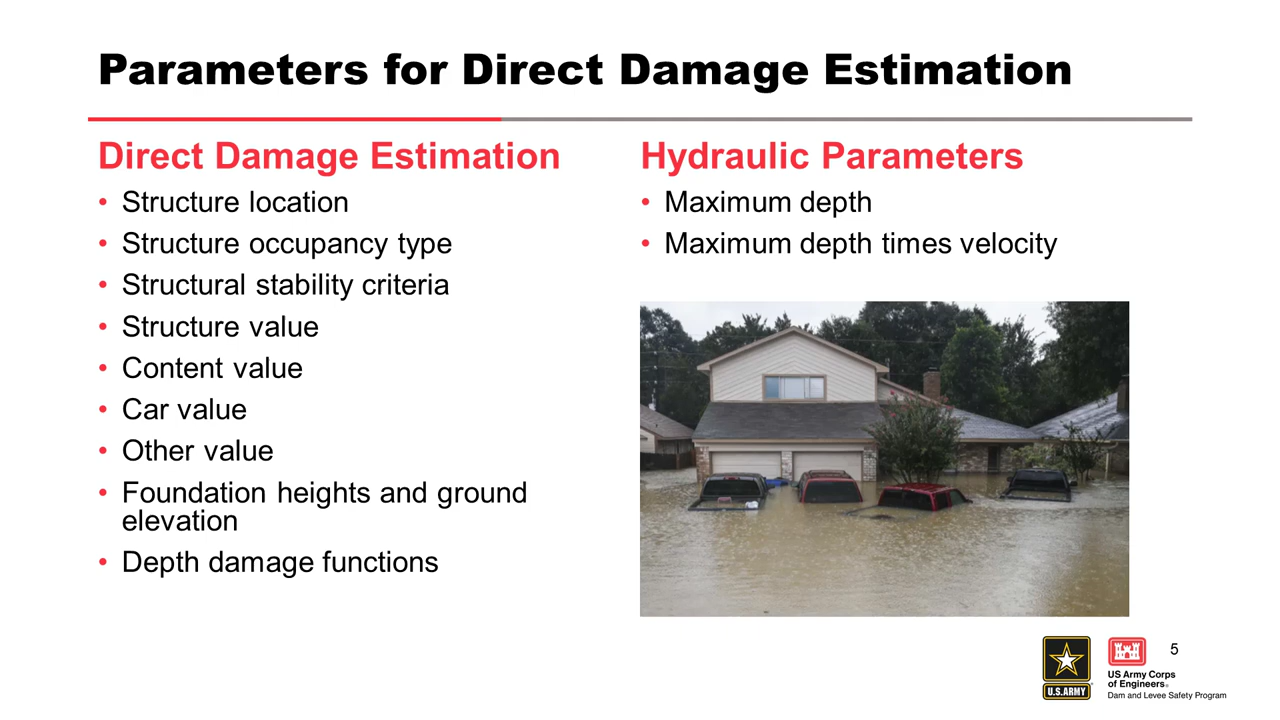 Parameters for Direct Damage Estimation
Direct Damage Estimation
• Structure location
• Structure occupancy type
• Structural stability criteria
• Structure value
• Content value
• Car value
• Other value
• Foundation heights and ground
elevation
• Depth damage functions
Hydraulic Parameters
• Maximum depth
• Maximum depth times velocity
U.S.ARMY
US Army Corps
of Engineers®
Dam and Levee Safety Program
5